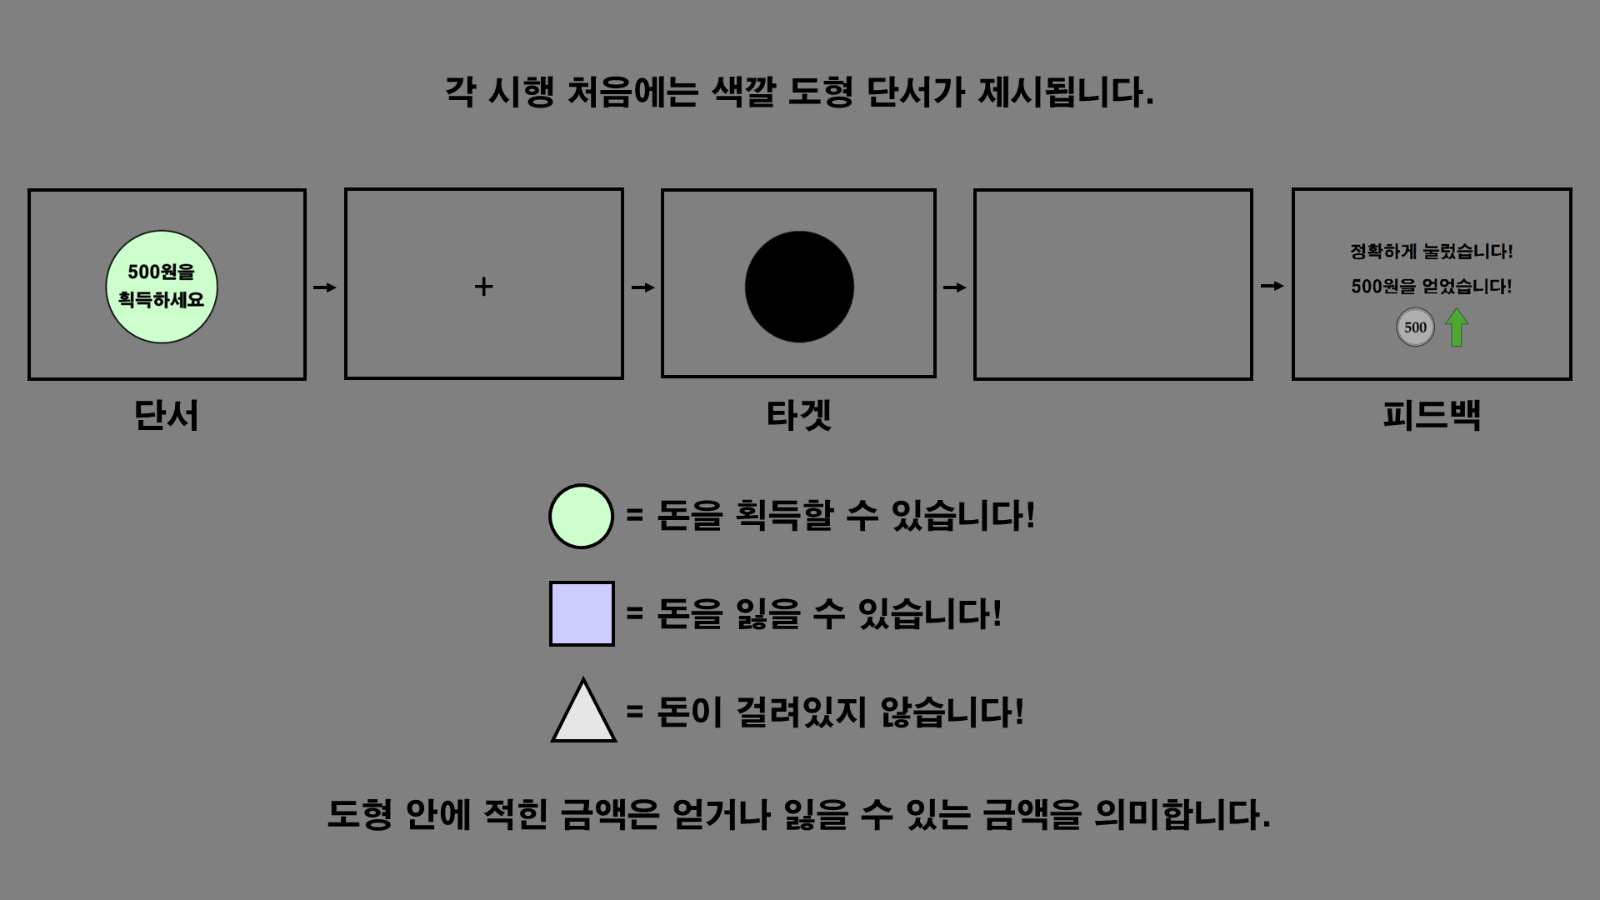 각 시행 처음에는 색깔 도형 단서가 제시됩니다.
500원을
획득하세요
+
정확하게 눌렀습니다!
500원을 얻었습니다!
500
단서
타겟
피드백
= 돈을 획득할 수 있습니다!
= 돈을 잃을 수 있습니다!
= 돈이 걸려있지 않습니다!
도형 안에 적힌 금액은 얻거나 잃을 수 있는 금액을 의미합니다.